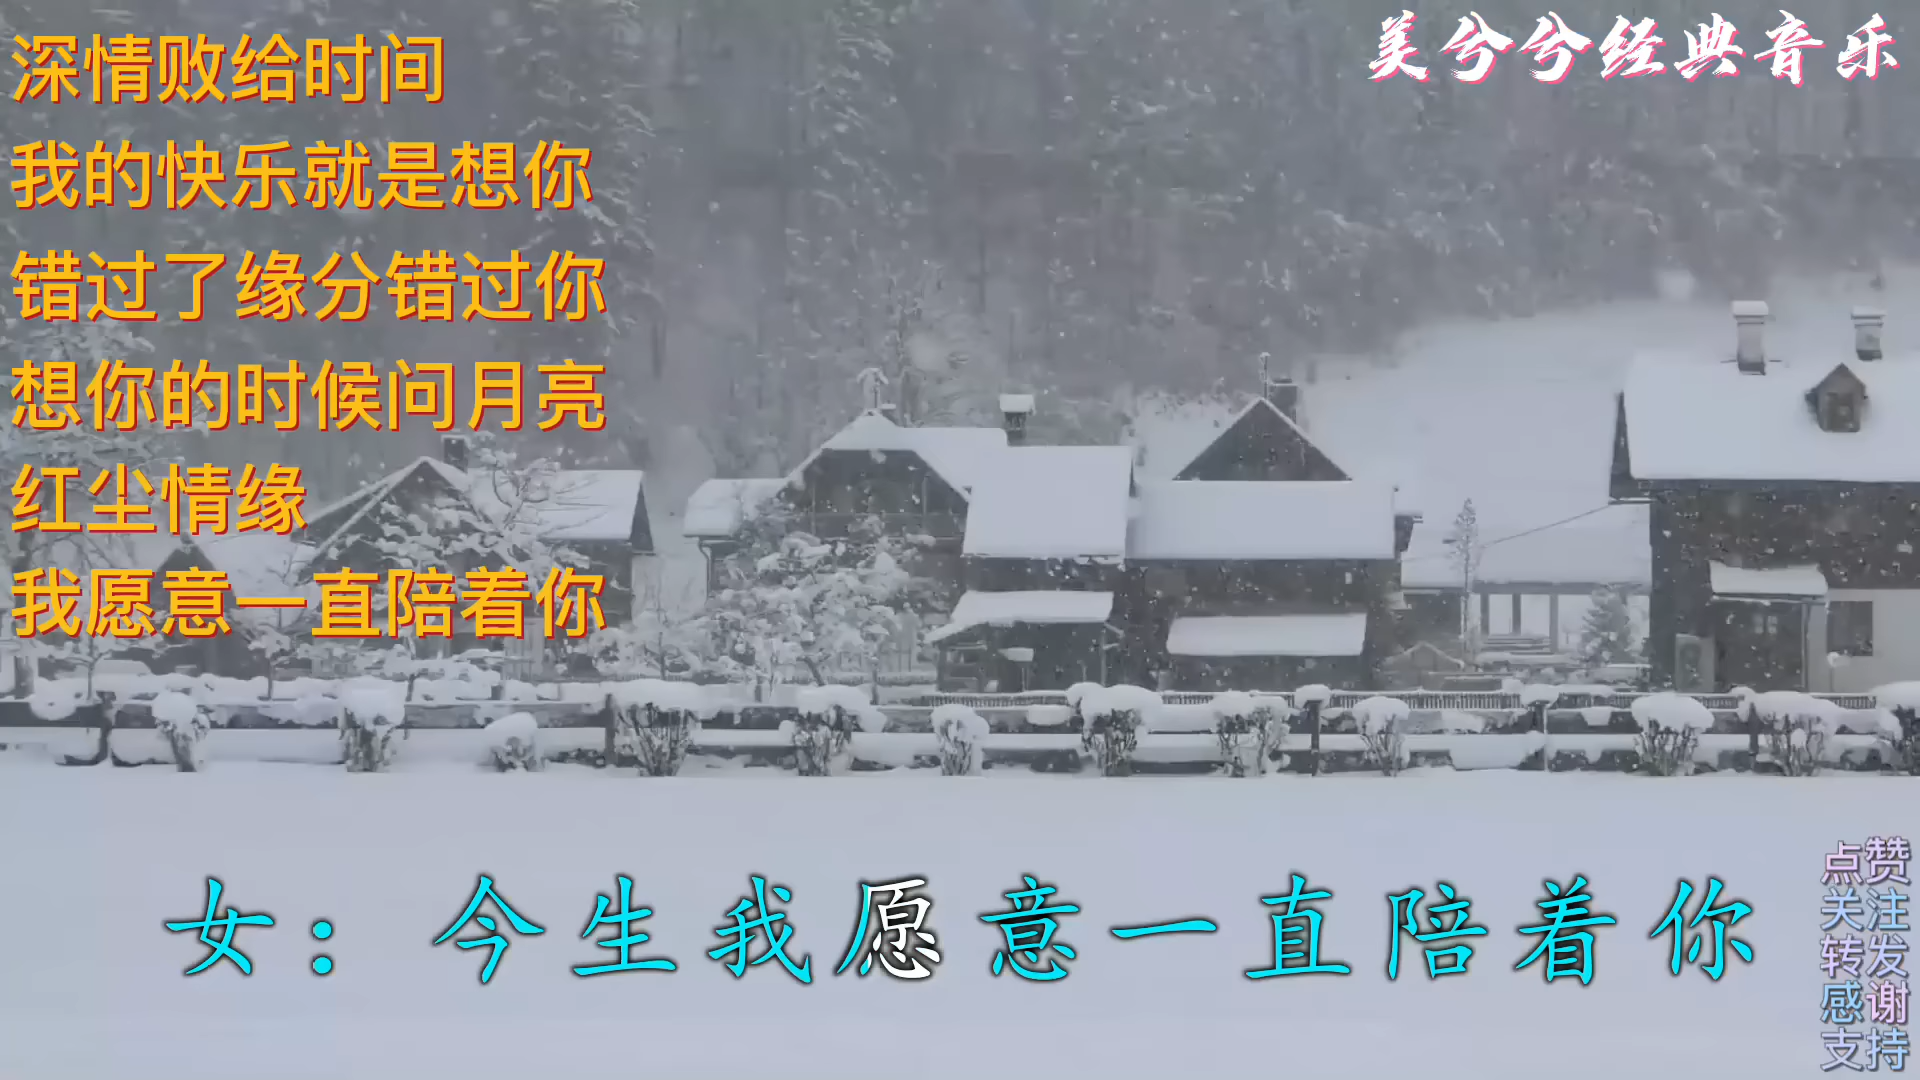 深情败给时间
我的快乐就是想你
错过了缘分错过你
想你的时候问月亮
红尘情缘
我愿意一直陪着你
美兮兮经典音乐
女：今生我愿意一直陪着你
点赞
关注
转发
感谢
支持